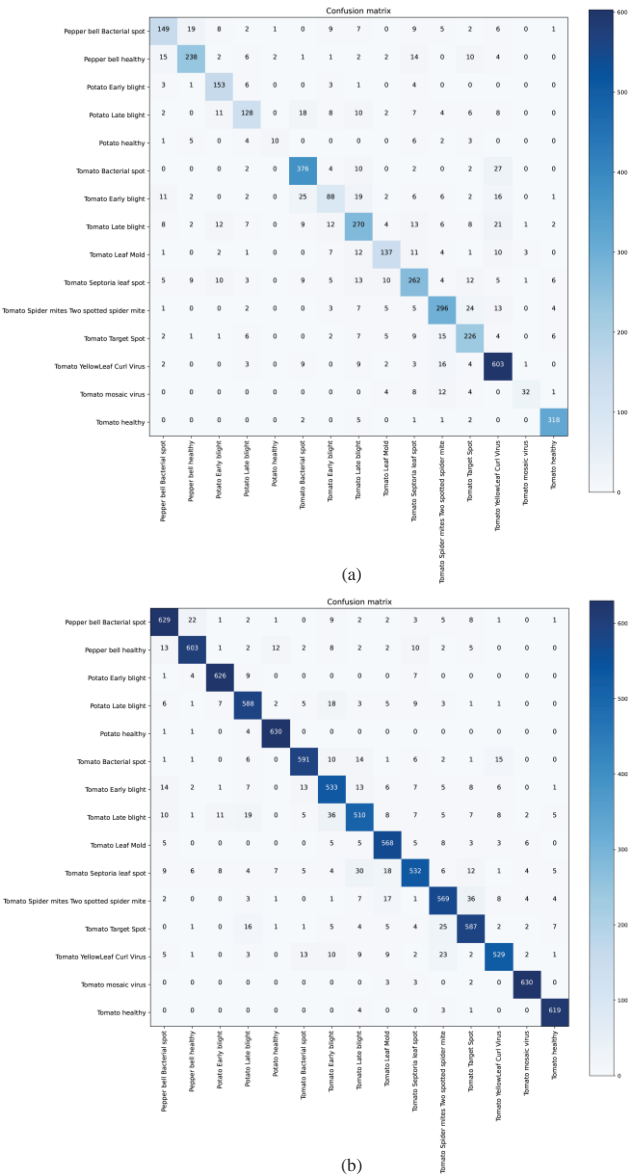 Confusion matrix
Pepper bell Bacterial spot 149 19 8 2 1 0 9 7 0 9 5 2 6 0 1
Pepper bell healthy 15 238 2 6 2 1 1 2 2 14 0 10 4 0 0
Potato Early blight 3 1 153 6 0 0 3 1 0 4 0 0 0 0 0
Potato Late blight 2 0 11 128 0 18 8 10 2 7 4 6 8 0 0
Potato healthy 1 5 0 4 10 0 0 0 0 6 2 3 0 0 0
Tomato Bacterial spot 0 0 0 2 0 376 4 10 0 2 0 2 27 0 0
Tomato Early blight 11 2 0 2 0 25 88 19 2 6 6 2 16 0 1
Tomato Late blight 8 2 12 7 0 9 12 270 4 13 6 8 21 1 2
Tomato Leaf Mold 1 0 2 1 0 0 7 12 137 11 4 1 10 3 0
Tomato Septoria leaf spot 5 9 10 3 0 9 5 13 10 262 4 12 5 1 6
Tomato Spider mites Two spotted spider mite 1 0 0 2 0 0 3 7 5 5 296 24 13 0 4
Tomato Target Spot 2 1 1 6 0 0 2 7 5 9 15 226 4 0 6
Tomato YellowLeaf Curl Virus 2 0 0 3 0 9 0 9 2 3 16 4 603 1 0
Tomato mosaic virus 0 0 0 0 0 0 0 0 4 8 12 4 0 32 1
Tomato healthy 0 0 0 0 0 2 0 5 0 1 1 2 0 0 318
Pepper bell Bacterial spot
Pepper bell healthy
Potato Early blight
Potato Late blight
Potato healthy
Tomato Bacterial spot
Tomato Early blight
Tomato Late blight
Tomato Leaf Mold
Tomato Septoria leaf spot
Tomato Spider mites Two spotted spider mite
Tomato Target Spot
Tomato YellowLeaf Curl Virus
Tomato mosaic virus
Tomato healthy
600
500
400
300
200
100
0
(a)
Confusion matrix
Pepper bell Bacterial spot 629 22 1 2 1 0 9 2 2 3 5 8 1 0 1
Pepper bell healthy 13 603 1 2 12 2 8 2 2 10 2 5 0 0 0
Potato Early blight 1 4 626 9 0 0 0 0 0 7 0 0 0 0 0
Potato Late blight 6 1 7 588 2 5 18 3 5 9 3 1 1 0 0
Potato healthy 1 1 0 4 630 0 0 0 0 0 0 0 0 0 0
Tomato Bacterial spot 1 1 0 6 0 591 10 14 1 6 2 1 15 0 0
Tomato Early blight 14 2 1 7 0 13 533 13 6 7 5 8 6 0 1
Tomato Late blight 10 1 11 19 0 5 36 510 8 7 5 7 8 2 5
Tomato Leaf Mold 5 0 0 0 0 0 5 5 568 5 8 3 3 6 0
Tomato Septoria leaf spot 9 6 8 4 7 5 4 30 18 532 6 12 1 4 5
Tomato Spider mites Two spotted spider mite 2 0 0 3 1 0 1 7 17 1 569 36 8 4 4
Tomato Target Spot 0 1 0 16 1 1 5 4 5 4 25 587 2 2 7
Tomato YellowLeaf Curl Virus 5 1 0 3 0 13 10 9 9 2 23 2 529 2 1
Tomato mosaic virus 0 0 0 0 0 0 0 0 3 3 0 2 0 630 0
Tomato healthy 0 0 0 0 0 0 0 4 0 0 3 1 0 0 619
Pepper bell Bacterial spot
Pepper bell healthy
Potato Early blight
Potato Late blight
Potato healthy
Tomato Bacterial spot
Tomato Early blight
Tomato Late blight
Tomato Leaf Mold
Tomato Septoria leaf spot
Tomato Spider mites Two spotted spider mite
Tomato Target Spot
Tomato YellowLeaf Curl Virus
Tomato mosaic virus
Tomato healthy
600
500
400
300
200
100
0
(b)